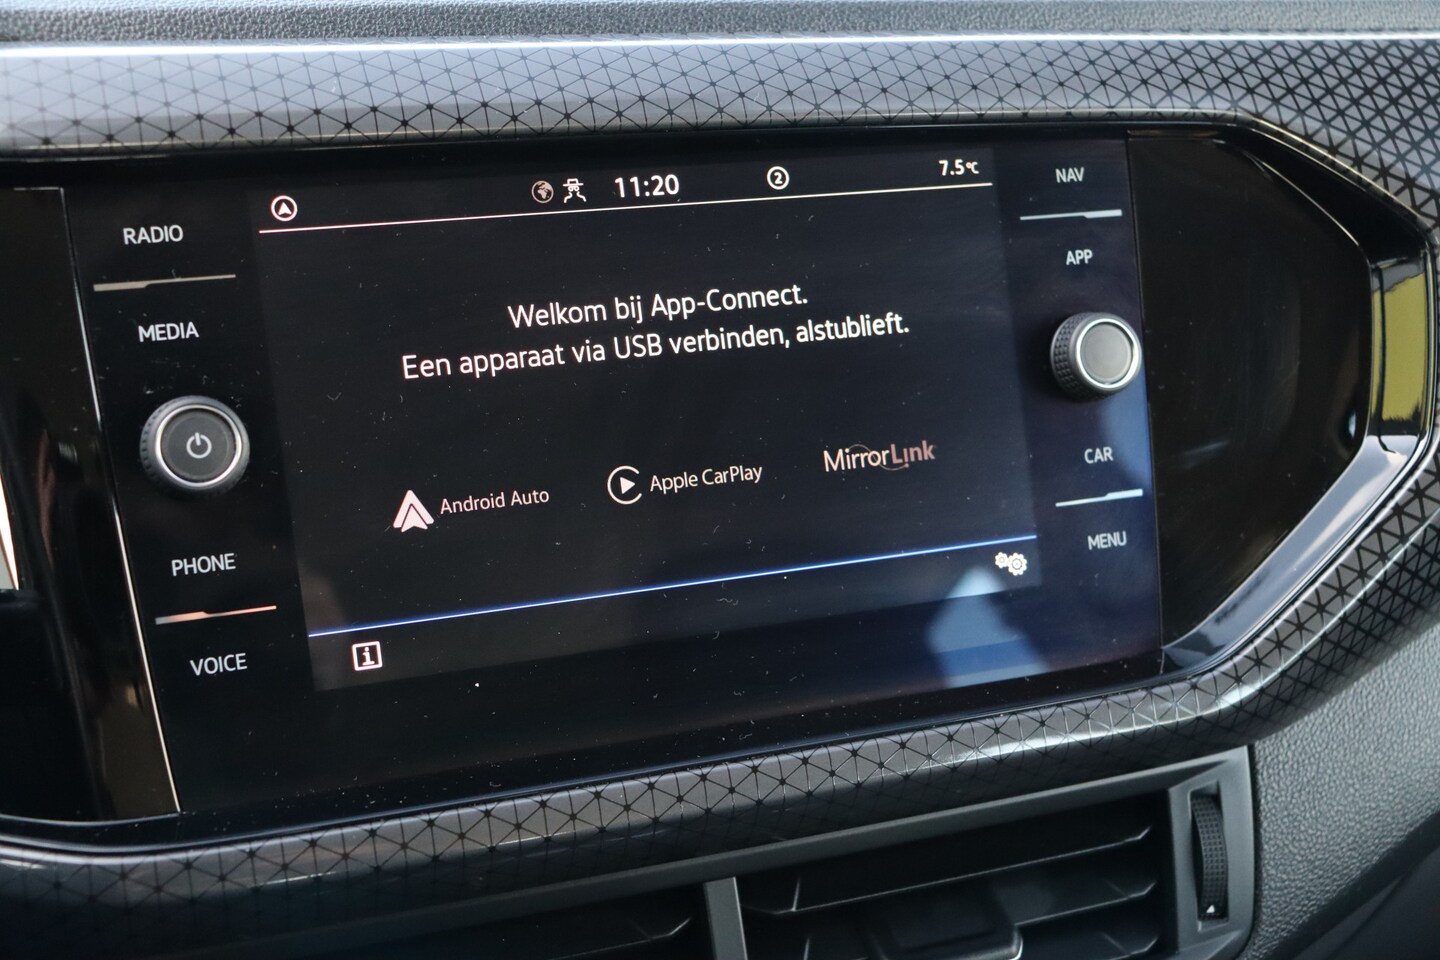 RADIO
MEDIA
PHONE
VOICE
11:20
2
7.5°C
Welkom bij App-Connect.
Een apparaat via USB verbinden, alstublieft.
Android Auto
Apple CarPlay
MirrorLink
i
NAV
APP
CAR
MENU